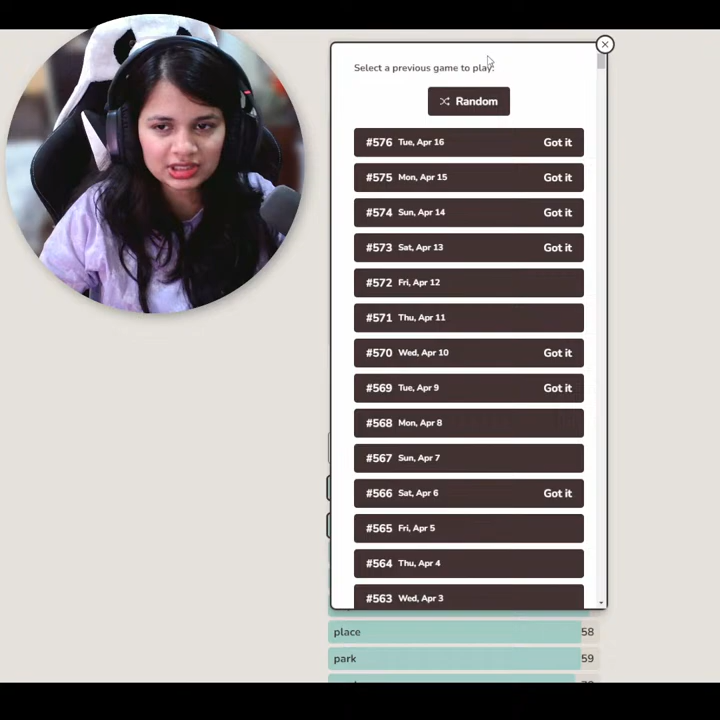 Select a previous game to play:
Random
#576 Tue, Apr 16 Got it
#575 Mon, Apr 15 Got it
#574 Sun, Apr 14 Got it
#573 Sat, Apr 13 Got it
#572 Fri, Apr 12
#571 Thu, Apr 11
#570 Wed, Apr 10 Got it
#569 Tue, Apr 9 Got it
#568 Mon, Apr 8
#567 Sun, Apr 7
#566 Sat, Apr 6 Got it
#565 Fri, Apr 5
#564 Thu, Apr 4
#563 Wed, Apr 3
place 58
park 59